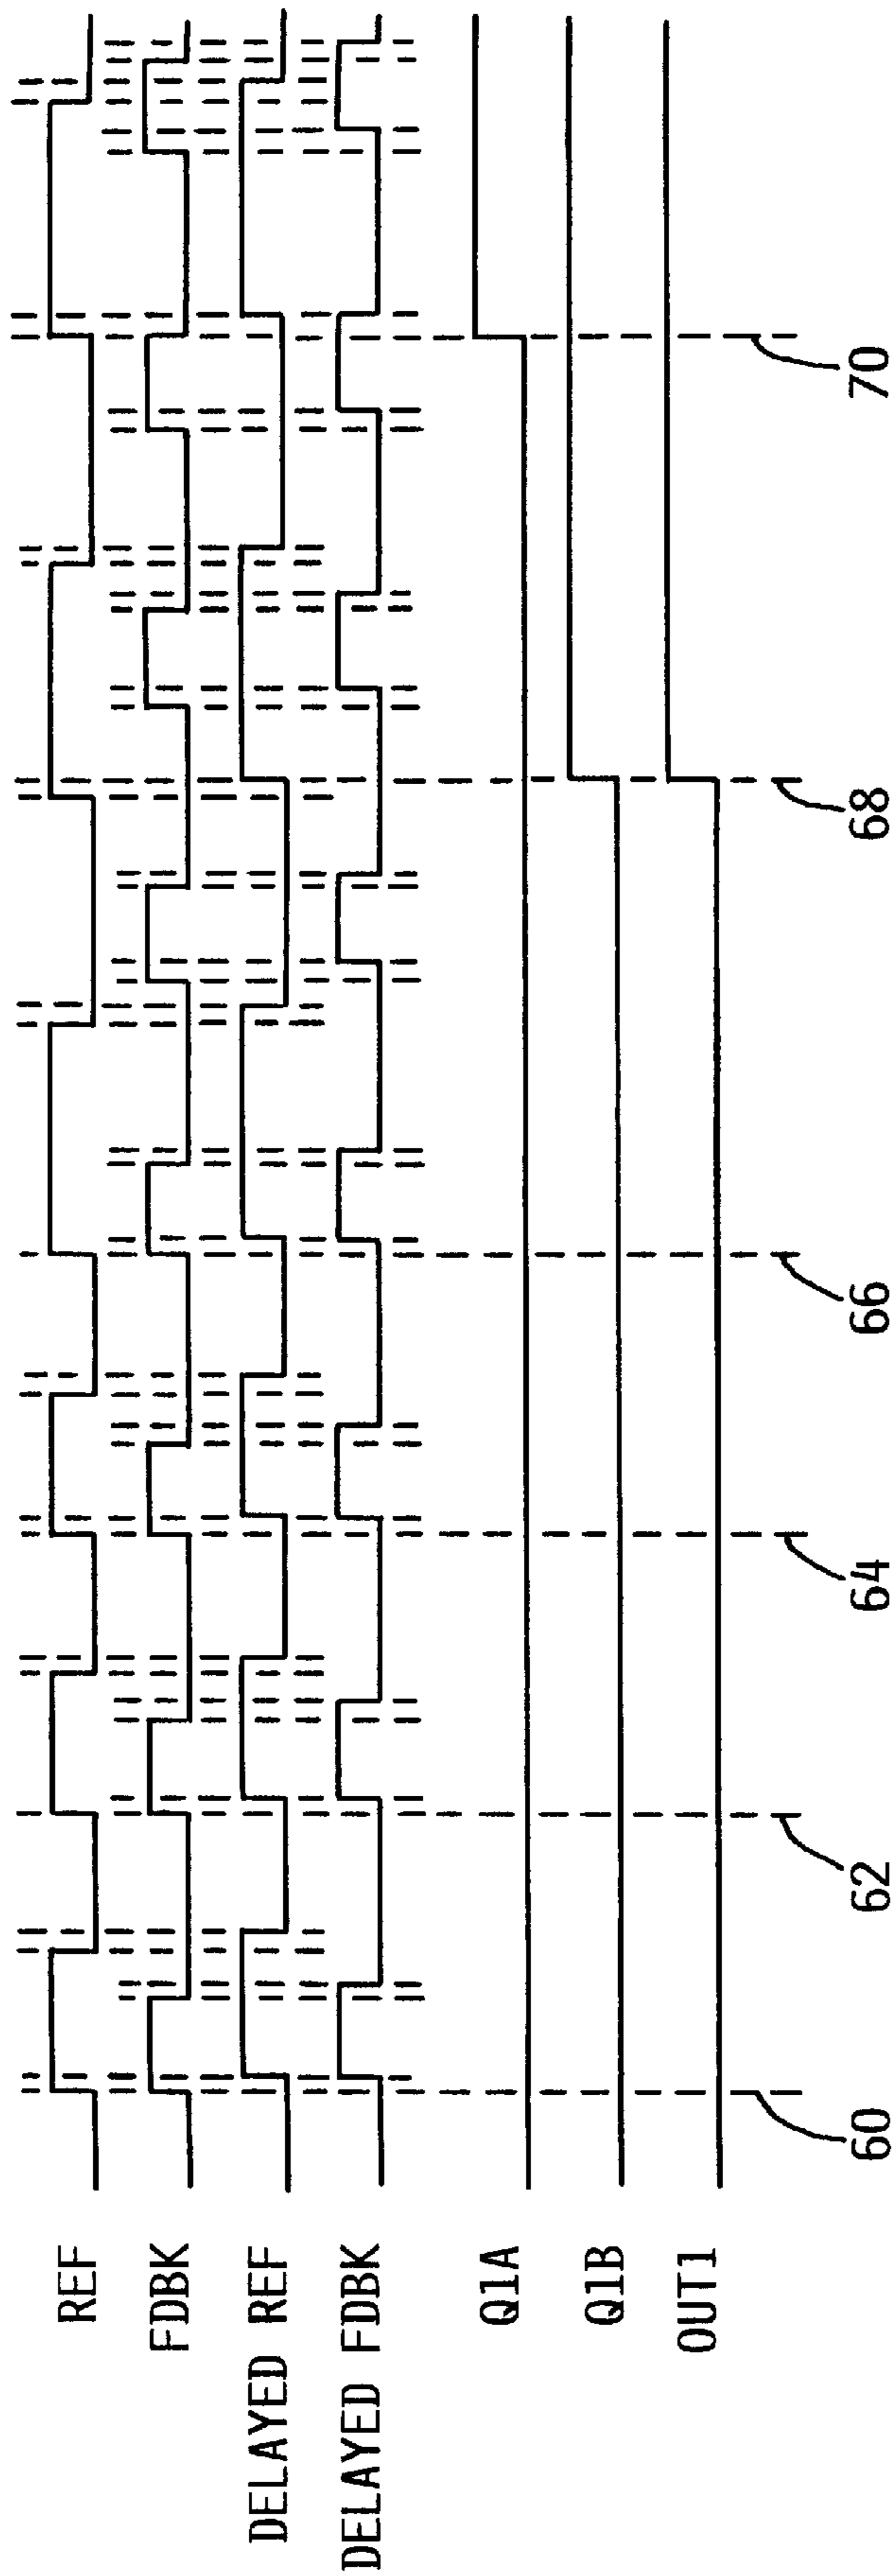 REF
FDBK
DELAYED REF
DELAYED FDBK
Q1A
Q1B
OUT1
60
62
64
66
68
70